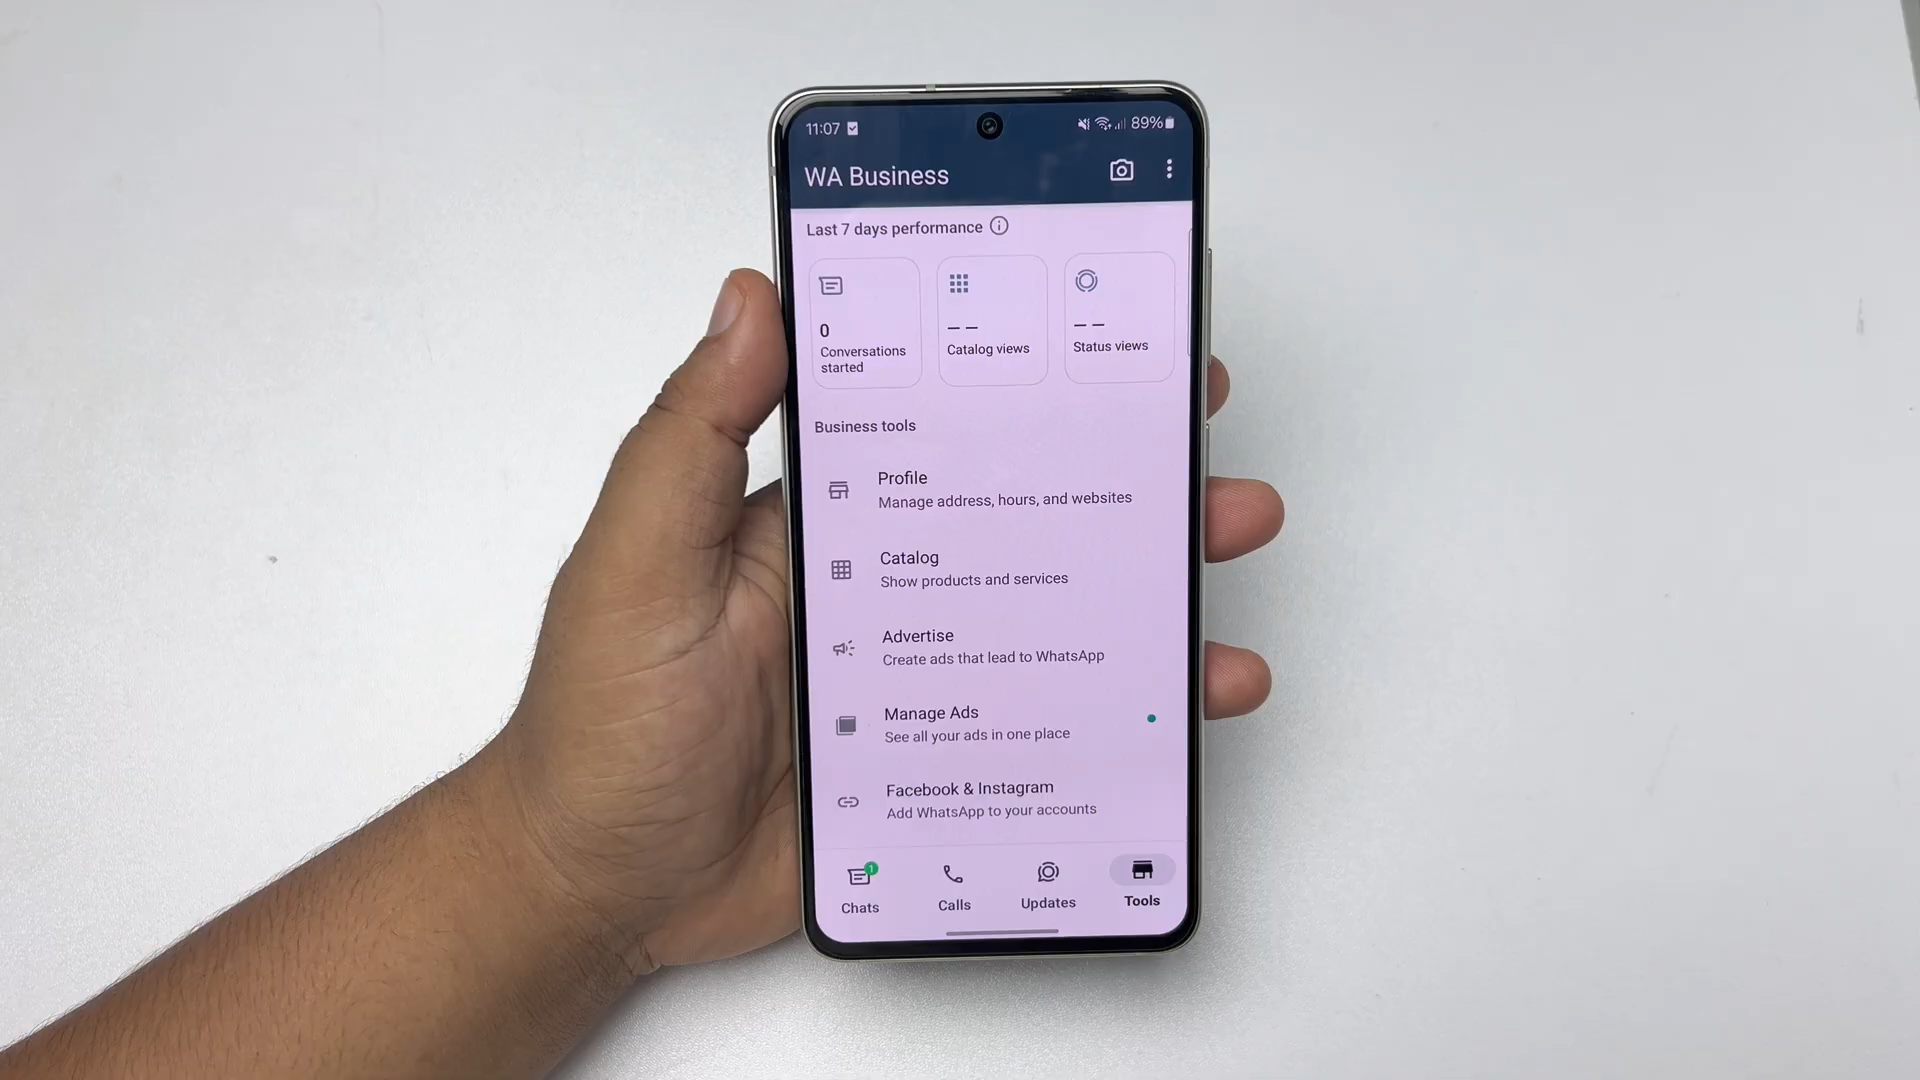 11:07
89%
WA Business
Last 7 days performance
0
Conversations
started
– –
Catalog views
– –
Status views
Business tools
Profile
Manage address, hours, and websites
Catalog
Show products and services
Advertise
Create ads that lead to WhatsApp
Manage Ads
See all your ads in one place
Facebook & Instagram
Add WhatsApp to your accounts
1
Chats
Calls
Updates
Tools